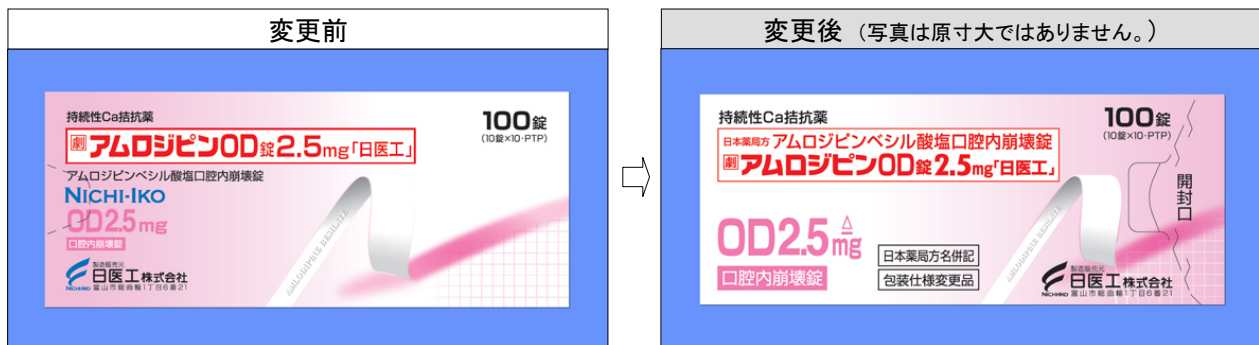 変更前
持続性Ca拮抗薬
劇 アムロジピンOD錠2.5mg「日医工」
アムロジピンベシル酸塩口腔内崩壊錠
NICHI-IKO
OD2.5mg
口腔内崩壊錠
製造販売元
日医工株式会社
NICHI-IKO 富山市総曲輪1丁目6番21
100錠
(10錠×10・PTP)
AMLODIPINE BESILATE
変更後 (写真は原寸大ではありません。)
持続性Ca拮抗薬
日本薬局方 アムロジピンベシル酸塩口腔内崩壊錠
劇 アムロジピンOD錠2.5mg「日医工」
100錠
(10錠×10・PTP)
開封口
OD2.5mg
口腔内崩壊錠
日本薬局方名併記
包装仕様変更品
AMLODIPINE BESILATE
製造販売元
日医工株式会社
NICHI-IKO 富山市総曲輪1丁目6番21